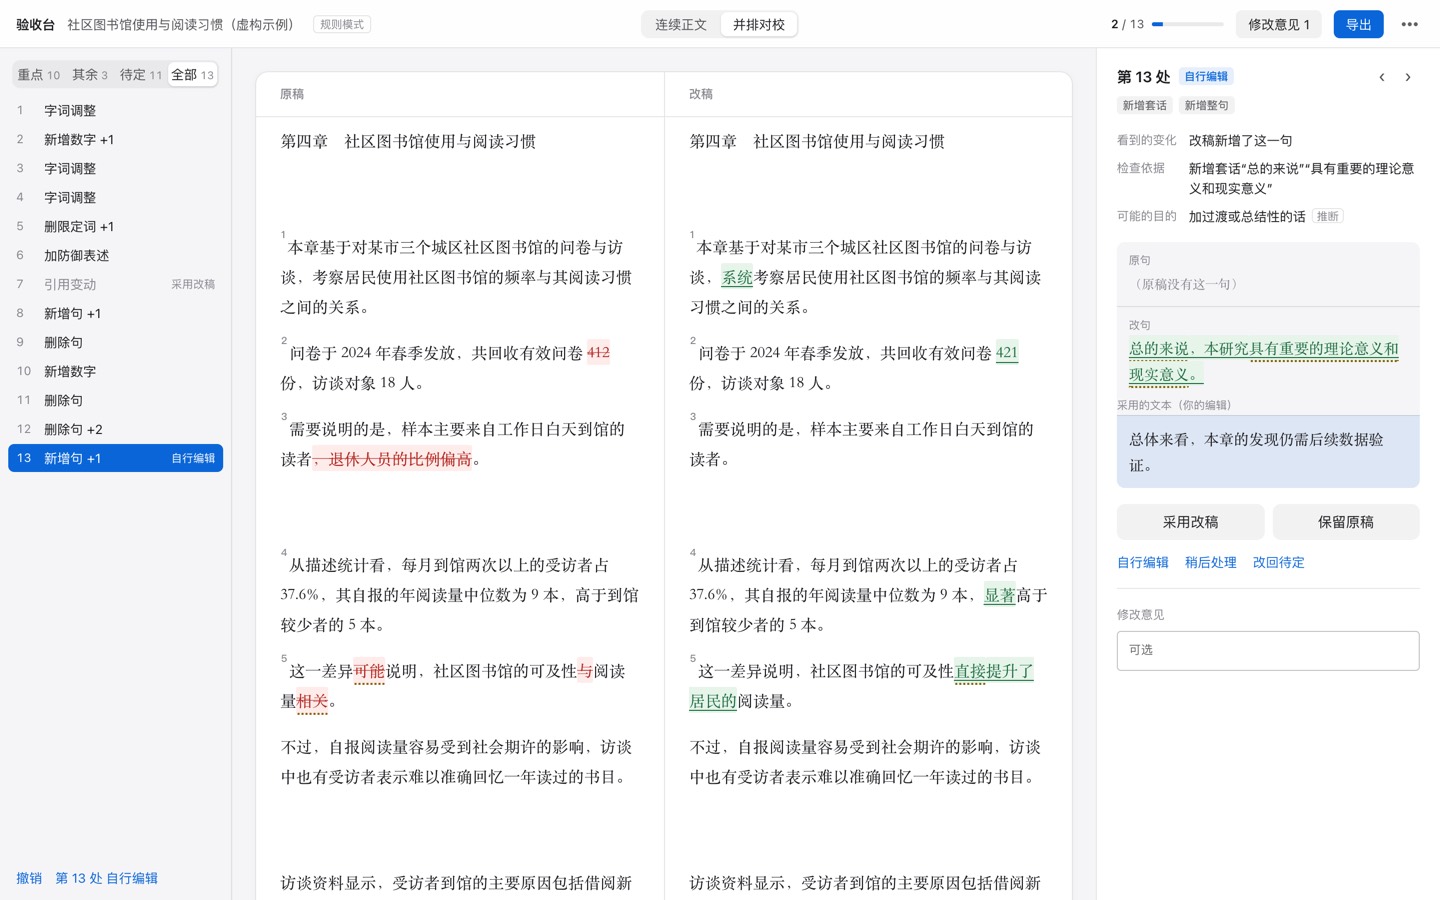 验收台 社区图书馆使用与阅读习惯（虚构示例） 规则模式 连续正文 并排对校 2 / 13 修改意见 1 导出 •••
重点 10 其余 3 待定 11 全部 13
1 字词调整
2 新增数字 +1
3 字词调整
4 字词调整
5 删限定词 +1
6 加防御表述
7 引用变动 采用改稿
8 新增句 +1
9 删除句
10 新增数字
11 删除句
12 删除句 +2
13 新增句 +1 自行编辑
撤销 第 13 处 自行编辑
原稿
第四章 社区图书馆使用与阅读习惯
1 本章基于对某市三个城区社区图书馆的问卷与访
谈，考察居民使用社区图书馆的频率与其阅读习惯
之间的关系。
2 问卷于 2024 年春季发放，共回收有效问卷 412
份，访谈对象 18 人。
3 需要说明的是，样本主要来自工作日白天到馆的
读者，退休人员的比例偏高。
4 从描述统计看，每月到馆两次以上的受访者占
37.6%，其自报的年阅读量中位数为 9 本，高于到馆
较少者的 5 本。
5 这一差异可能说明，社区图书馆的可及性与阅读
量相关。
不过，自报阅读量容易受到社会期许的影响，访谈
中也有受访者表示难以准确回忆一年读过的书目。
访谈资料显示，受访者到馆的主要原因包括借阅新
改稿
第四章 社区图书馆使用与阅读习惯
1 本章基于对某市三个城区社区图书馆的问卷与访
谈，系统考察居民使用社区图书馆的频率与其阅读
习惯之间的关系。
2 问卷于 2024 年春季发放，共回收有效问卷 421
份，访谈对象 18 人。
3 需要说明的是，样本主要来自工作日白天到馆的
读者。
4 从描述统计看，每月到馆两次以上的受访者占
37.6%，其自报的年阅读量中位数为 9 本，显著高于
到馆较少者的 5 本。
5 这一差异说明，社区图书馆的可及性直接提升了
居民的阅读量。
不过，自报阅读量容易受到社会期许的影响，访谈
中也有受访者表示难以准确回忆一年读过的书目。
访谈资料显示，受访者到馆的主要原因包括借阅新
第 13 处 自行编辑 ‹ ›
新增套话 新增整句
看到的变化 改稿新增了这一句
检查依据 新增套话“总的来说”“具有重要的理论意
义和现实意义”
可能的目的 加过渡或总结性的话 推断
原句
（原稿没有这一句）
改句
总的来说，本研究具有重要的理论意义和
现实意义。
采用的文本（你的编辑）
总体来看，本章的发现仍需后续数据验
证。
采用改稿 保留原稿
自行编辑 稍后处理 改回待定
修改意见
可选